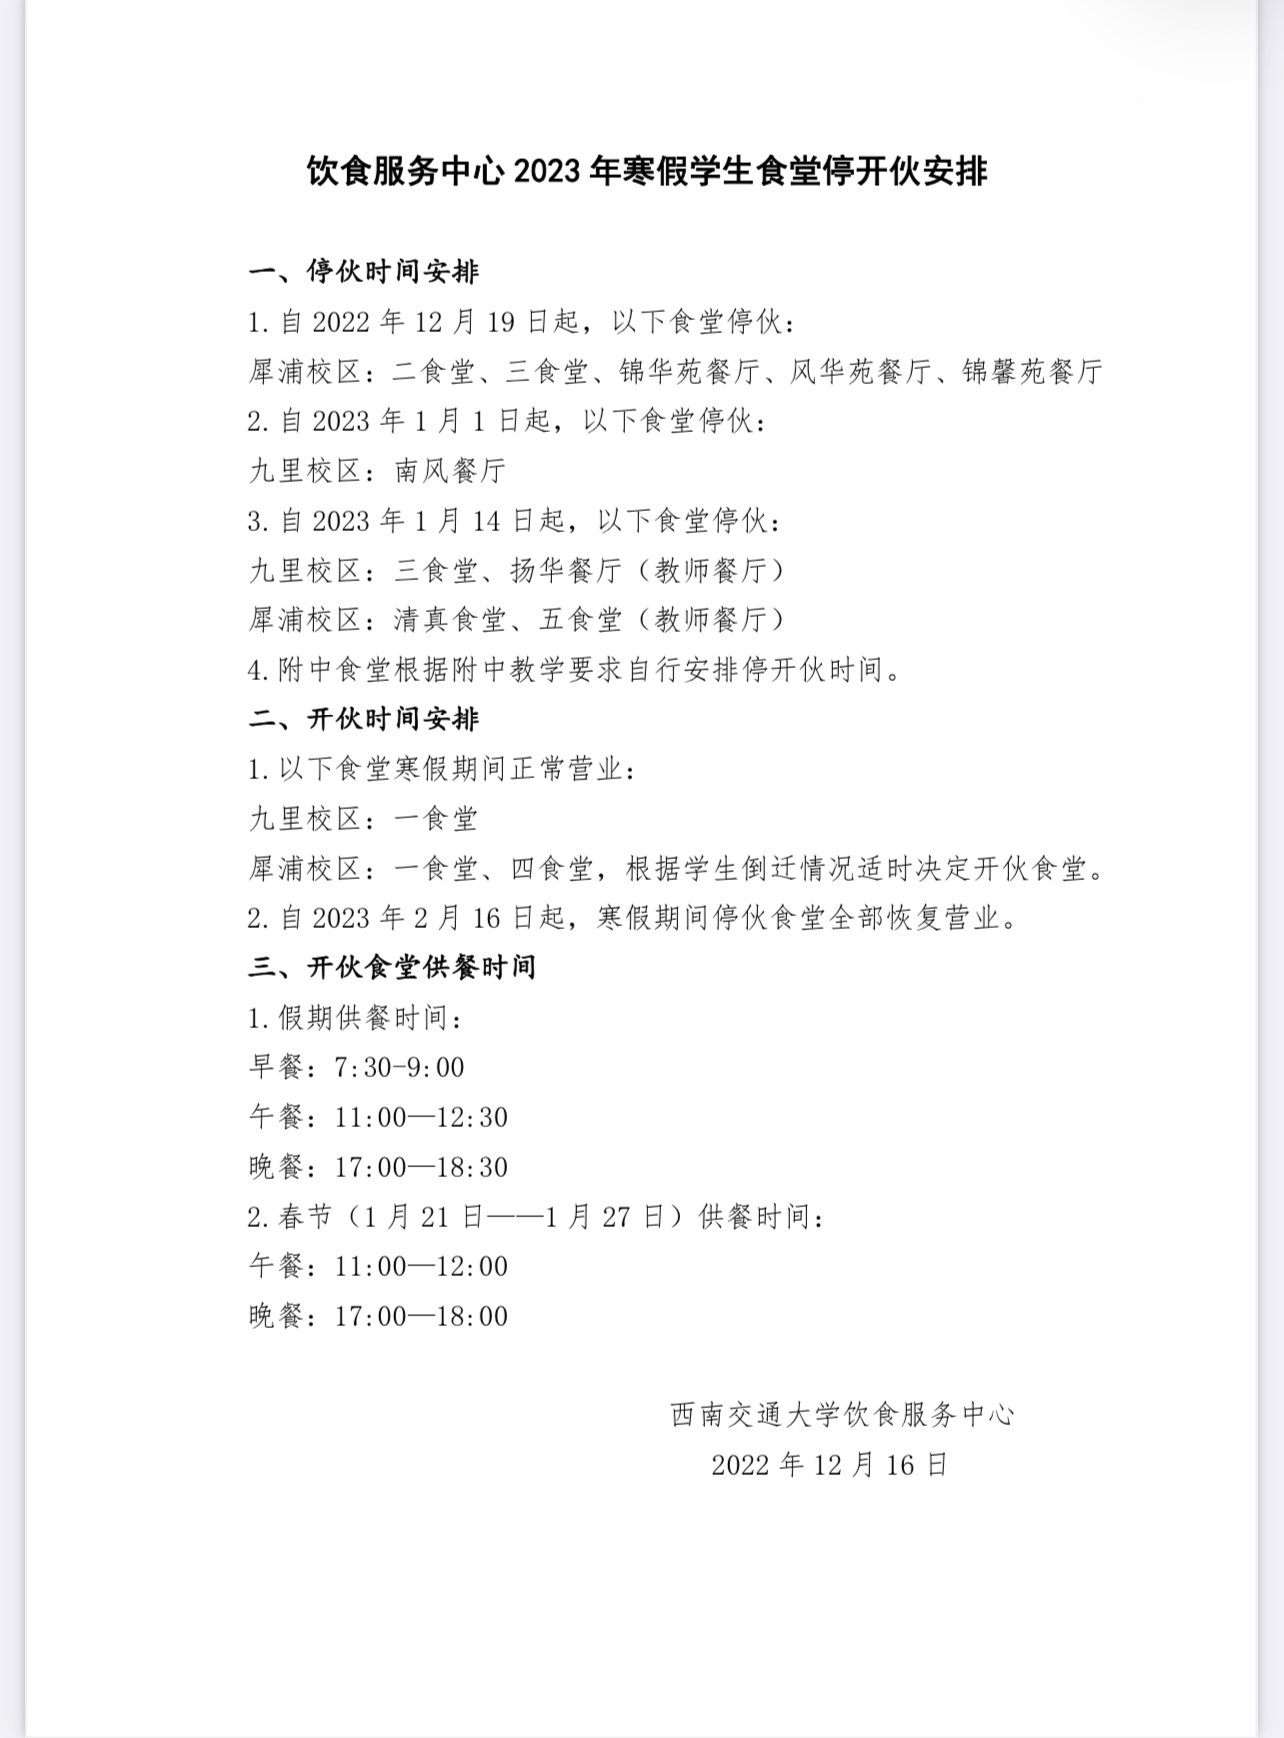 饮食服务中心 2023 年寒假学生食堂停开伙安排
一、停伙时间安排
1. 自 2022 年 12 月 19 日起，以下食堂停伙：
犀浦校区：二食堂、三食堂、锦华苑餐厅、风华苑餐厅、锦馨苑餐厅
2. 自 2023 年 1 月 1 日起，以下食堂停伙：
九里校区：南风餐厅
3. 自 2023 年 1 月 14 日起，以下食堂停伙：
九里校区：三食堂、扬华餐厅（教师餐厅）
犀浦校区：清真食堂、五食堂（教师餐厅）
4. 附中食堂根据附中教学要求自行安排停开伙时间。
二、开伙时间安排
1. 以下食堂寒假期间正常营业：
九里校区：一食堂
犀浦校区：一食堂、四食堂，根据学生倒迁情况适时决定开伙食堂。
2. 自 2023 年 2 月 16 日起，寒假期间停伙食堂全部恢复营业。
三、开伙食堂供餐时间
1. 假期供餐时间：
早餐：7:30-9:00
午餐：11:00—12:30
晚餐：17:00—18:30
2. 春节（1 月 21 日——1 月 27 日）供餐时间：
午餐：11:00—12:00
晚餐：17:00—18:00
西南交通大学饮食服务中心
2022 年 12 月 16 日